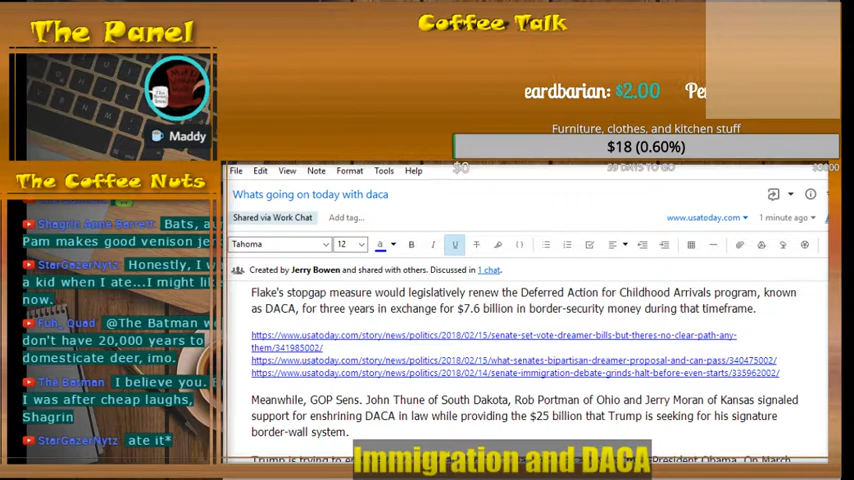 The Panel
Maddy
Coffee Talk
eardbarian: $2.00
Furniture, clothes, and kitchen stuff
$18 (0.60%)
$0
The Coffee Nuts
Shagrin Anne Barrett Bats, a
Pam makes good venison je
StarGazerNytz Honestly, I w
a kid when I ate...I might lik
now.
Fuh, Quad @The Batman w
don't have 20,000 years to
domesticate deer, imo.
The Batman I believe you. B
I was after cheap laughs,
Shagrin
StarGazerNytz ate it*
File Edit View Note Format Tools Help
Whats going on today with daca
Shared via Work Chat Add tag...
www.usatoday.com 1 minute ago
Tahoma 12 a B I U T
Created by Jerry Bowen and shared with others. Discussed in 1 chat.
Flake's stopgap measure would legislatively renew the Deferred Action for Childhood Arrivals program, known
as DACA, for three years in exchange for $7.6 billion in border-security money during that timeframe.
https://www.usatoday.com/story/news/politics/2018/02/15/senate-set-vote-dreamer-bills-but-theres-no-clear-path-any-
them/341985002/
https://www.usatoday.com/story/news/politics/2018/02/15/what-senates-bipartisan-dreamer-proposal-and-can-pass/340475002/
https://www.usatoday.com/story/news/politics/2018/02/14/senate-immigration-debate-grinds-halt-before-even-starts/335962002/
Meanwhile, GOP Sens. John Thune of South Dakota, Rob Portman of Ohio and Jerry Moran of Kansas signaled
support for enshrining DACA in law while providing the $25 billion that Trump is seeking for his signature
border-wall system.
Immigration and DACA